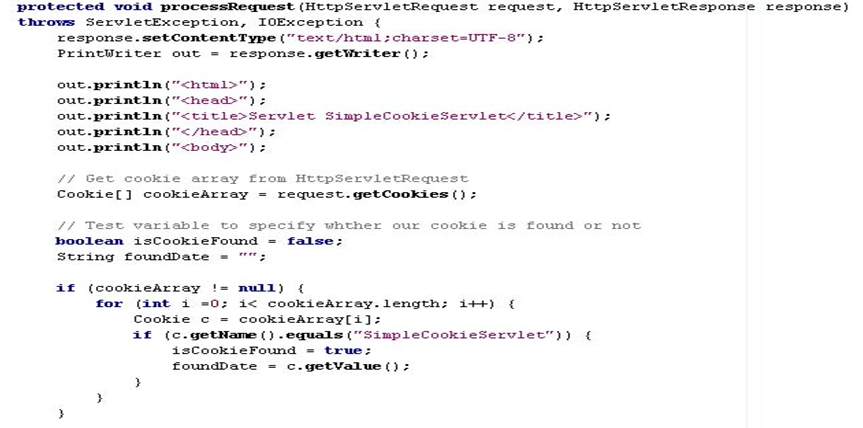 protected void processRequest(HttpServletRequest request, HttpServletResponse response)
throws ServletException, IOException {
response.setContentType("text/html;charset=UTF-8");
PrintWriter out = response.getWriter();
out.println("<html>");
out.println("<head>");
out.println("<title>Servlet SimpleCookieServlet</title>");
out.println("</head>");
out.println("<body>");
// Get cookie array from HttpServletRequest
Cookie[] cookieArray = request.getCookies();
// Test variable to specify whther our cookie is found or not
boolean isCookieFound = false;
String foundDate = "";
if (cookieArray != null) {
for (int i =0; i< cookieArray.length; i++) {
Cookie c = cookieArray[i];
if (c.getName().equals("SimpleCookieServlet")) {
isCookieFound = true;
foundDate = c.getValue();
}
}
}